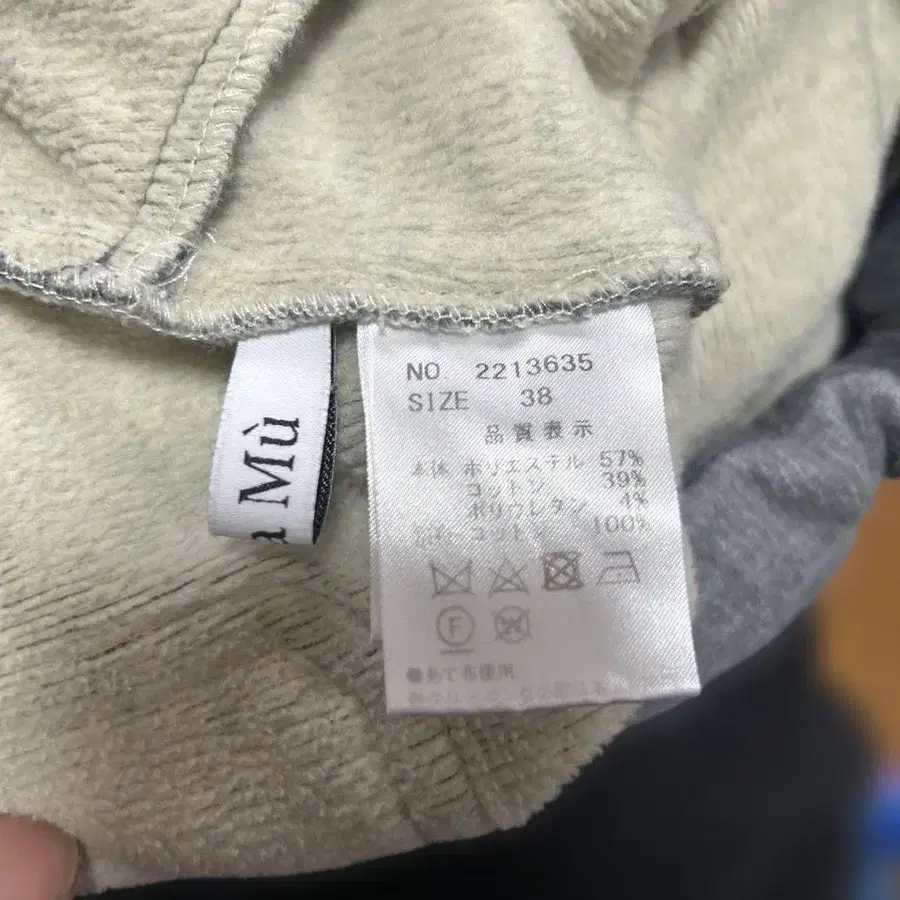 a Mù
NO 2213635
SIZE 38
品質表示
本体 ポリエステル 57%
コットン 39%
ポリウレタン 4%
コットン 100%
F
W
●あて布使用